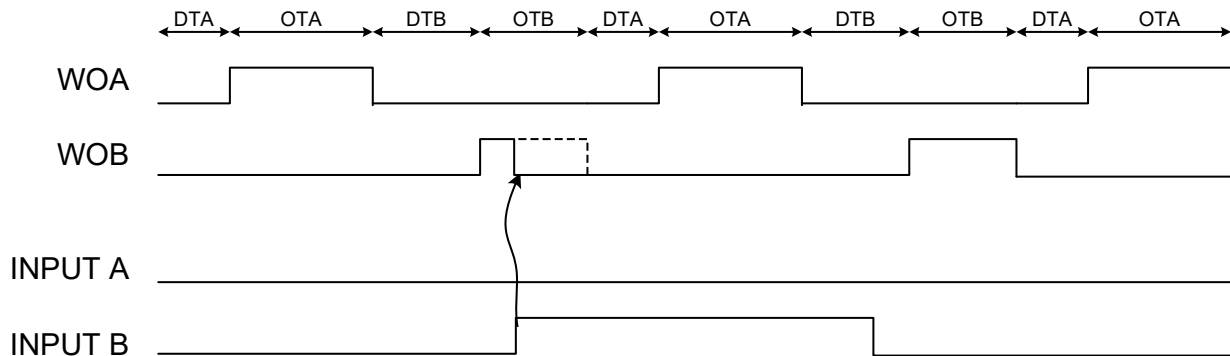 DTA OTA DTB OTB DTA OTA DTB OTB DTA OTA
WOA
WOB
INPUT A
INPUT B